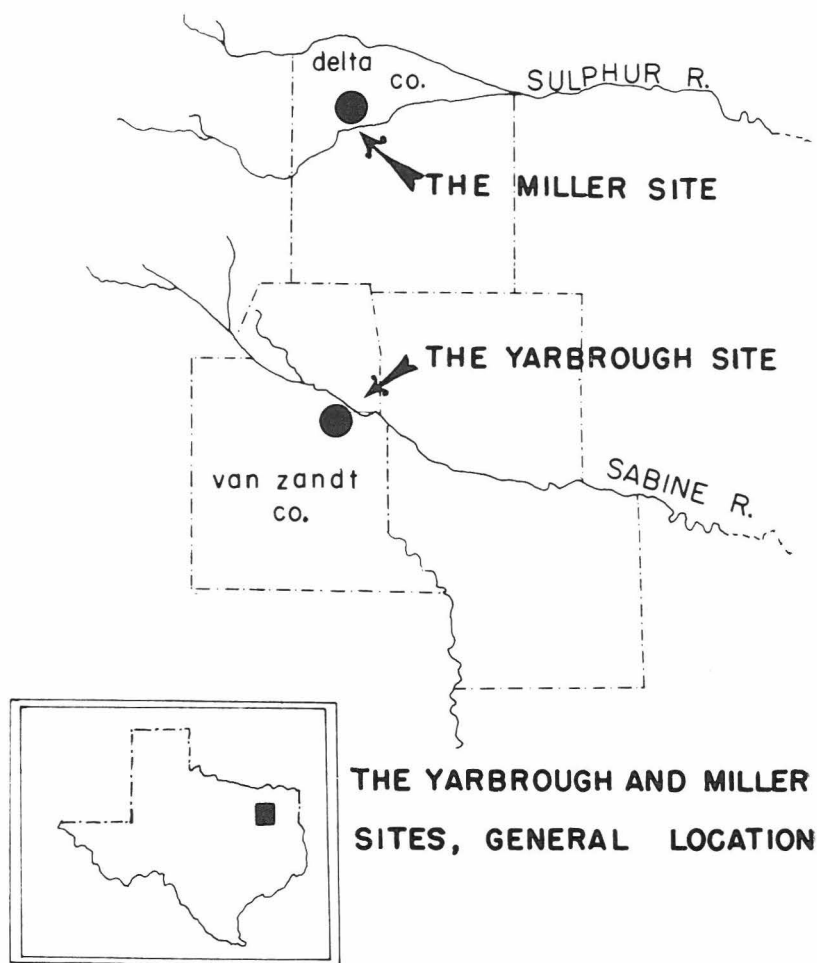 delta
co.
SULPHUR R.
THE MILLER SITE
THE YARBROUGH SITE
van zandt
co.
SABINE R.
THE YARBROUGH AND MILLER
SITES, GENERAL LOCATION